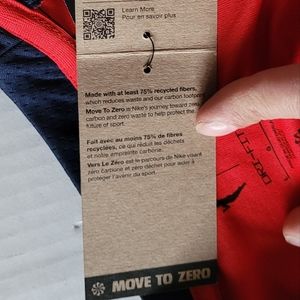 Learn More
Pour en savoir plus
Made with at least 75% recycled fibers,
which reduces waste and our carbon footprint.
Move To Zero is Nike's journey toward zero
carbon and zero waste to help protect the
future of sport.
Fait avec au moins 75% de fibres
recyclées, ce qui réduit les déchets
et notre empreinte carbone.
Vers Le Zéro est le parcours de Nike visant
zéro carbone et zéro déchet pour aider à
protéger l'avenir du sport.
DRI-FIT
MOVE TO ZERO